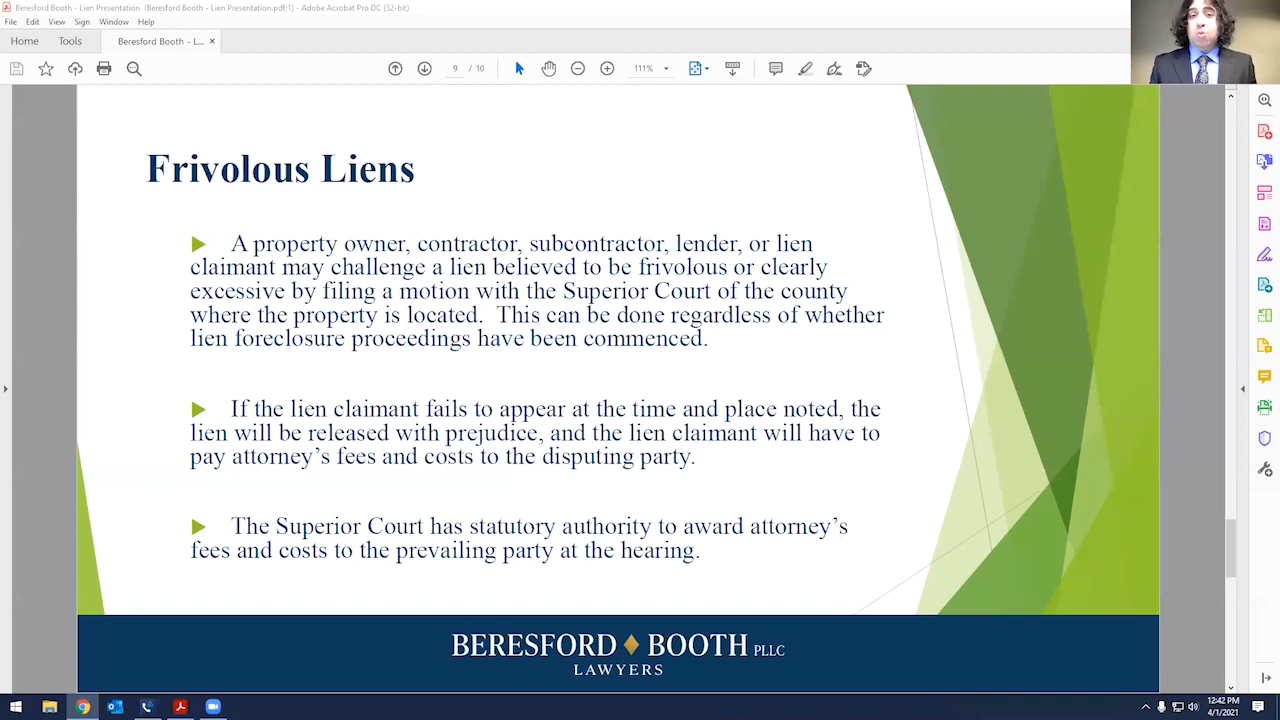 Beresford Booth - Lien Presentation (Beresford Booth - Lien Presentation.pdf;1) - Adobe Acrobat Pro DC (32-bit)
File Edit View Sign Window Help
Home Tools Beresford Booth - L... ×
9 / 10 111%
Frivolous Liens
A property owner, contractor, subcontractor, lender, or lien
claimant may challenge a lien believed to be frivolous or clearly
excessive by filing a motion with the Superior Court of the county
where the property is located. This can be done regardless of whether
lien foreclosure proceedings have been commenced.
If the lien claimant fails to appear at the time and place noted, the
lien will be released with prejudice, and the lien claimant will have to
pay attorney's fees and costs to the disputing party.
The Superior Court has statutory authority to award attorney's
fees and costs to the prevailing party at the hearing.
BERESFORD BOOTH PLLC
LAWYERS
12:42 PM
4/1/2021